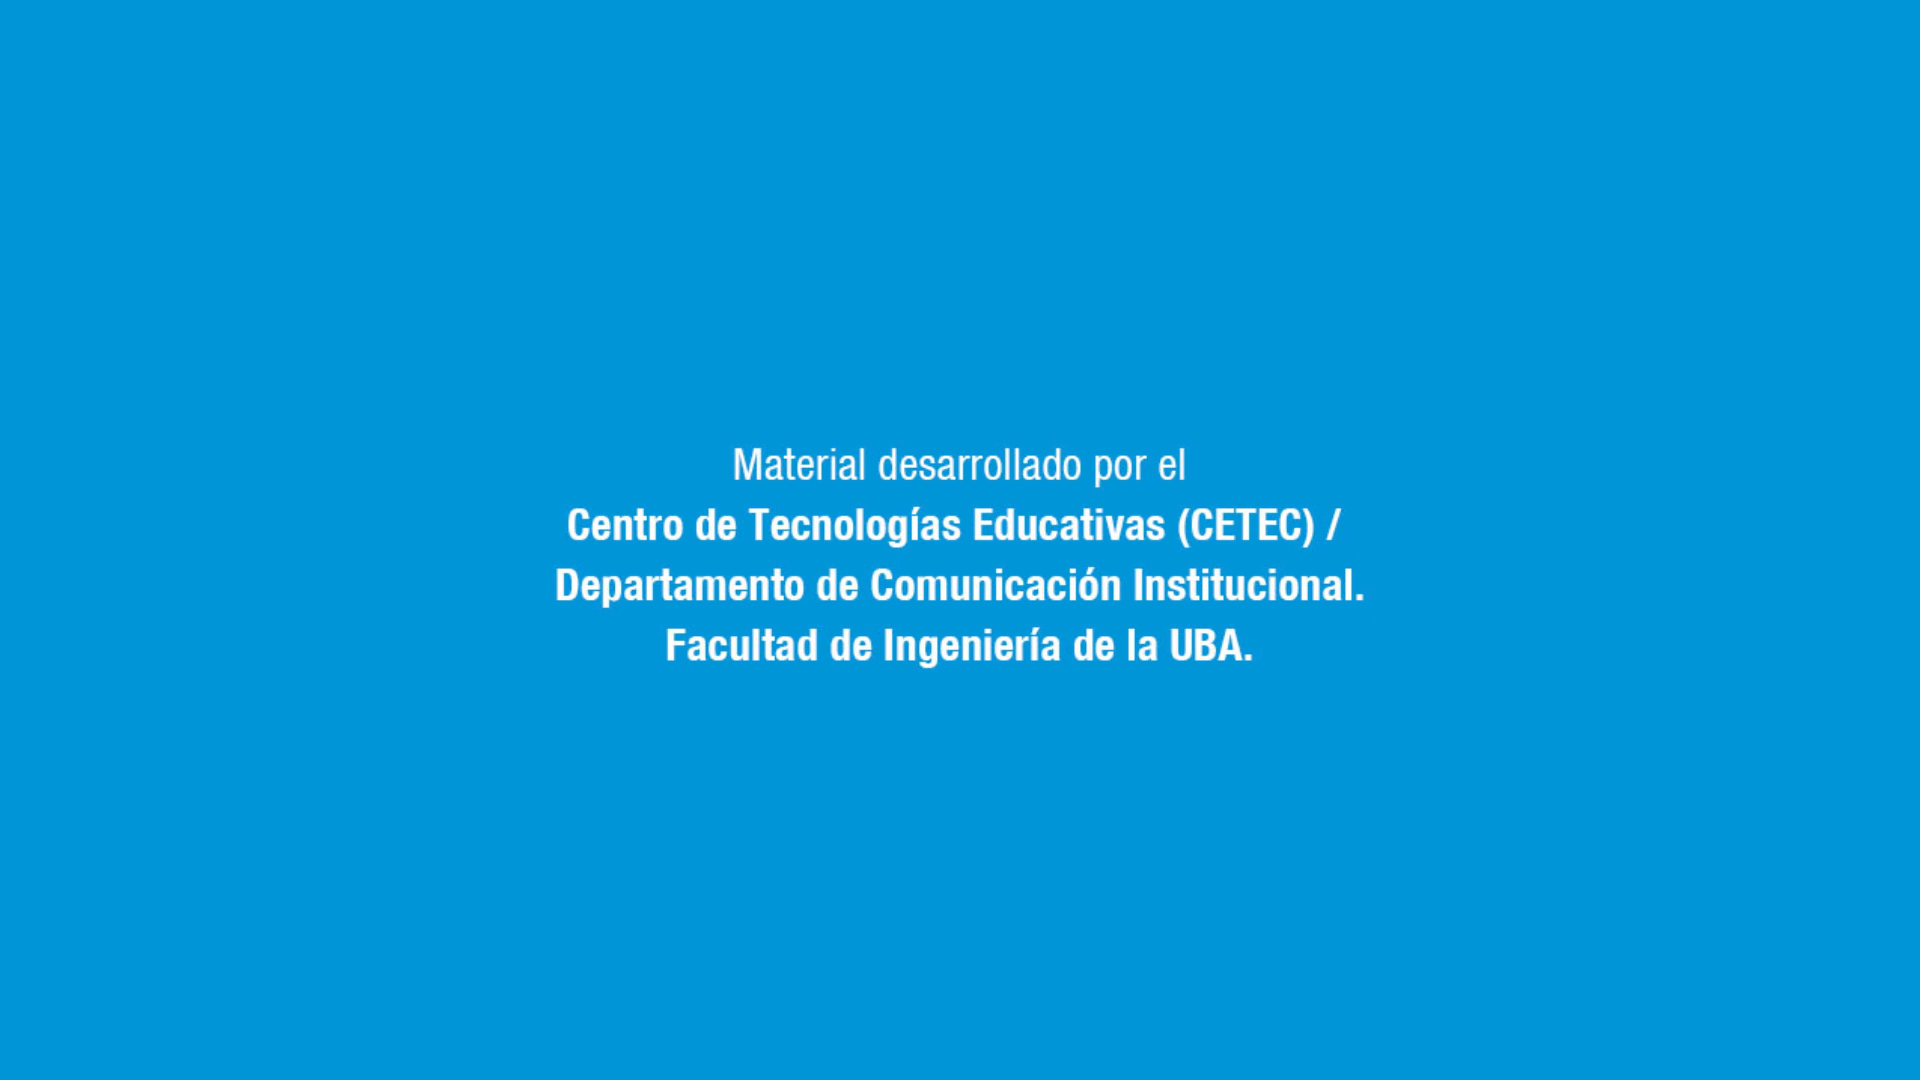 Material desarrollado por el
Centro de Tecnologías Educativas (CETEC) /
Departamento de Comunicación Institucional.
Facultad de Ingeniería de la UBA.